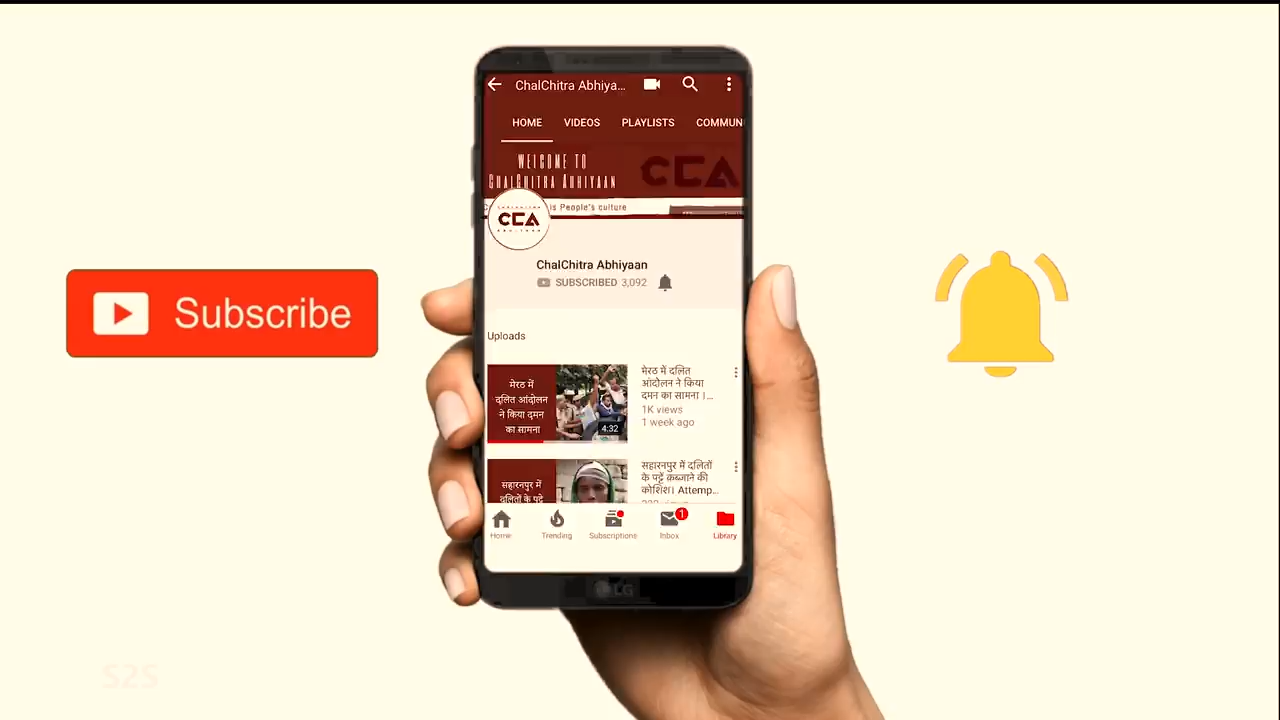 ChalChitra Abhiya...
HOME VIDEOS PLAYLISTS COMMUN
WELCOME TO
CHALCHITRA ABHIYAAN
CCA
is People's culture
CCA
ChalChitra Abhiyaan
SUBSCRIBED 3,092
Subscribe
Uploads
मेरठ में
दलित आंदोलन
ने किया दमन
का सामना
4:32
मेरठ में दलित
आंदोलन ने किया
दमन का सामना ।...
1K views
1 week ago
सहारनपुर में
दलितों के पट्टे
सहारनपुर में दलितों
के पट्टे क़ब्ज़ाने की
कोशिश। Attemp...
Home Trending Subscriptions Inbox 1 Library
LG
S2S